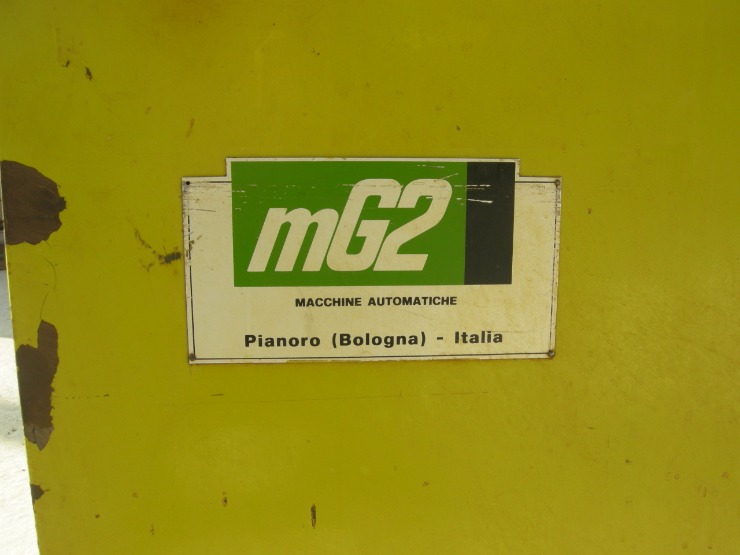 mG2
MACCHINE AUTOMATICHE
Pianoro (Bologna) - Italia